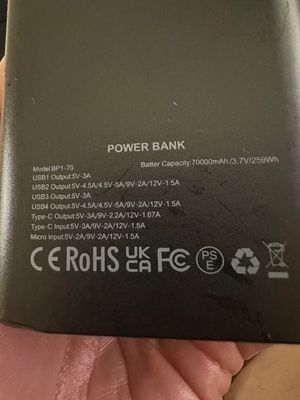 POWER BANK
Model:BP1-70 Batter Capacity 70000mAh /3.7V/259Wh
USB1 Output:5V-3A
USB2 Output:5V-4.5A/4.5V-5A/9V-2A/12V-1.5A
USB3 Output:5V-3A
USB4 Output:5V-4.5A/4.5V-5A/9V-2A/12V-1.5A
Type-C Output:5V-3A/9V-2.2A/12V-1.67A
Type-C Input:5V-3A/9V-2A/12V-1.5A
Micro Input:5V-2A/9V-2A/12V-1.5A
CE RoHS UK CA FC PS E